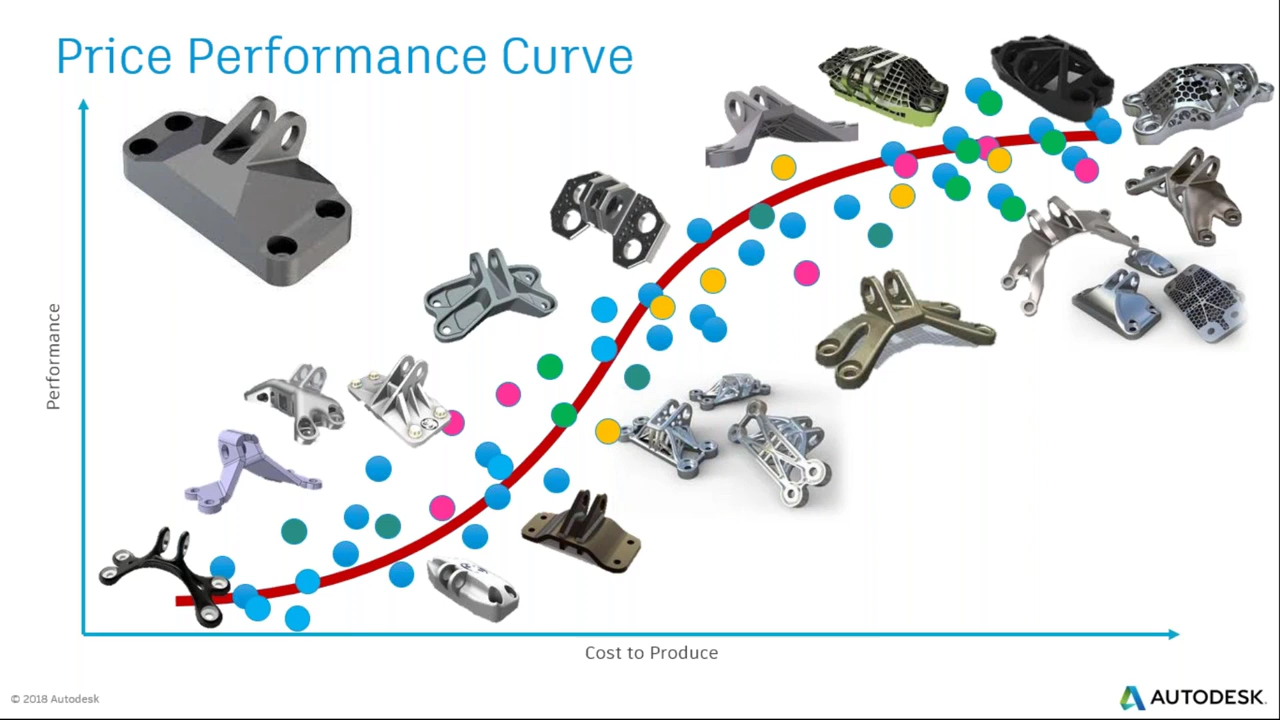 Price Performance Curve
Performance
Cost to Produce
© 2018 Autodesk
AUTODESK.